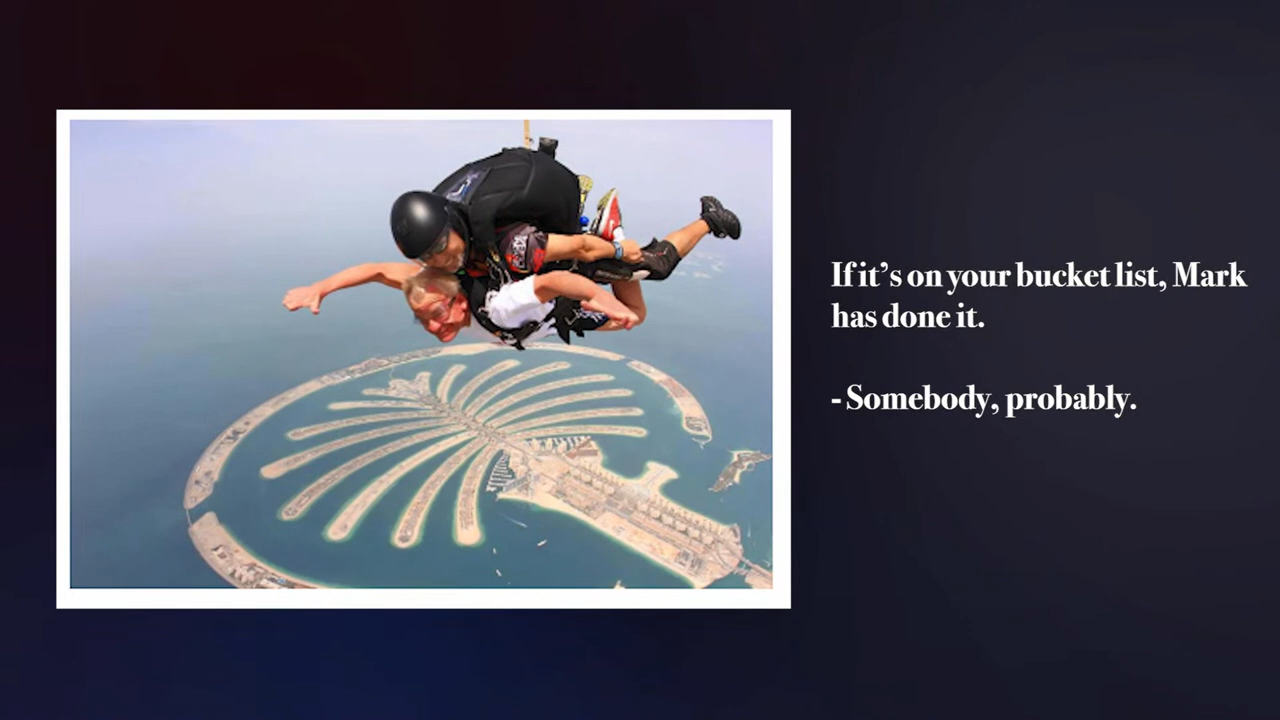 If it’s on your bucket list, Mark
has done it.
- Somebody, probably.